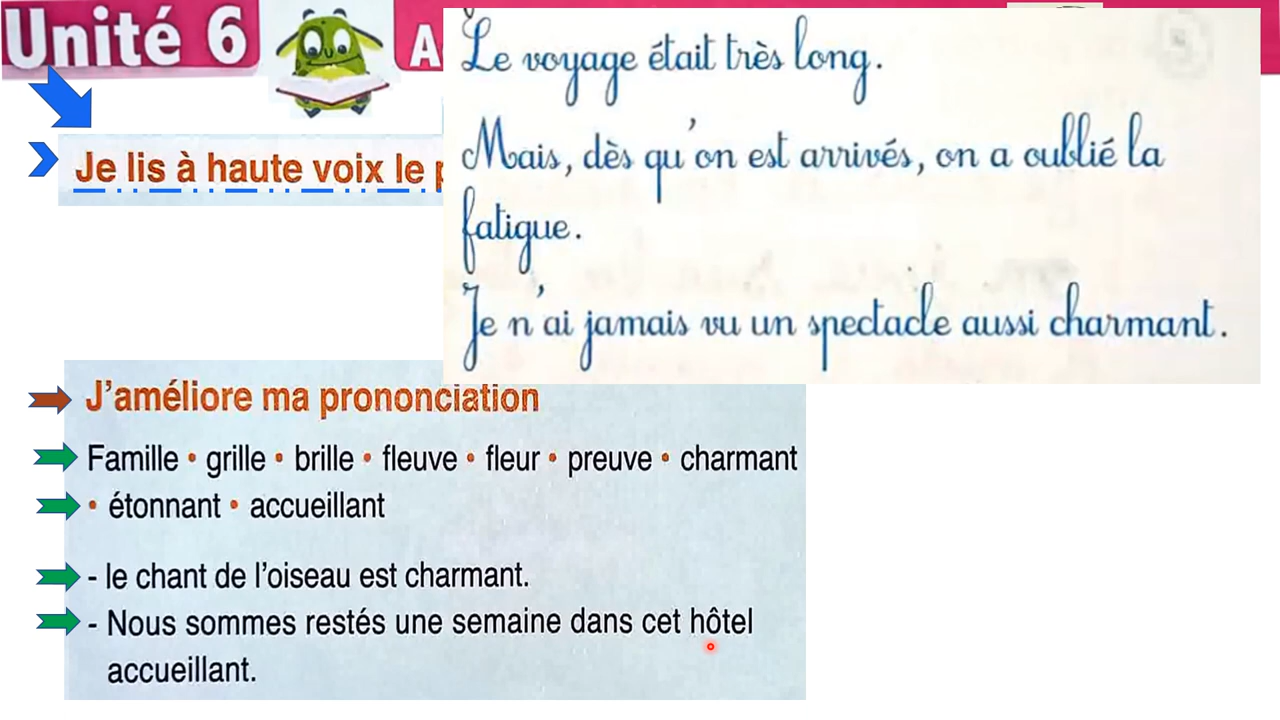 Unité 6
A
Je lis à haute voix le
Le voyage était très long.
Mais, dès qu'on est arrivés, on a oublié la
fatigue.
Je n'ai jamais vu un spectacle aussi charmant.
J'améliore ma prononciation
Famille • grille • brille • fleuve • fleur • preuve • charmant
• étonnant • accueillant
- le chant de l'oiseau est charmant.
- Nous sommes restés une semaine dans cet hôtel
accueillant.